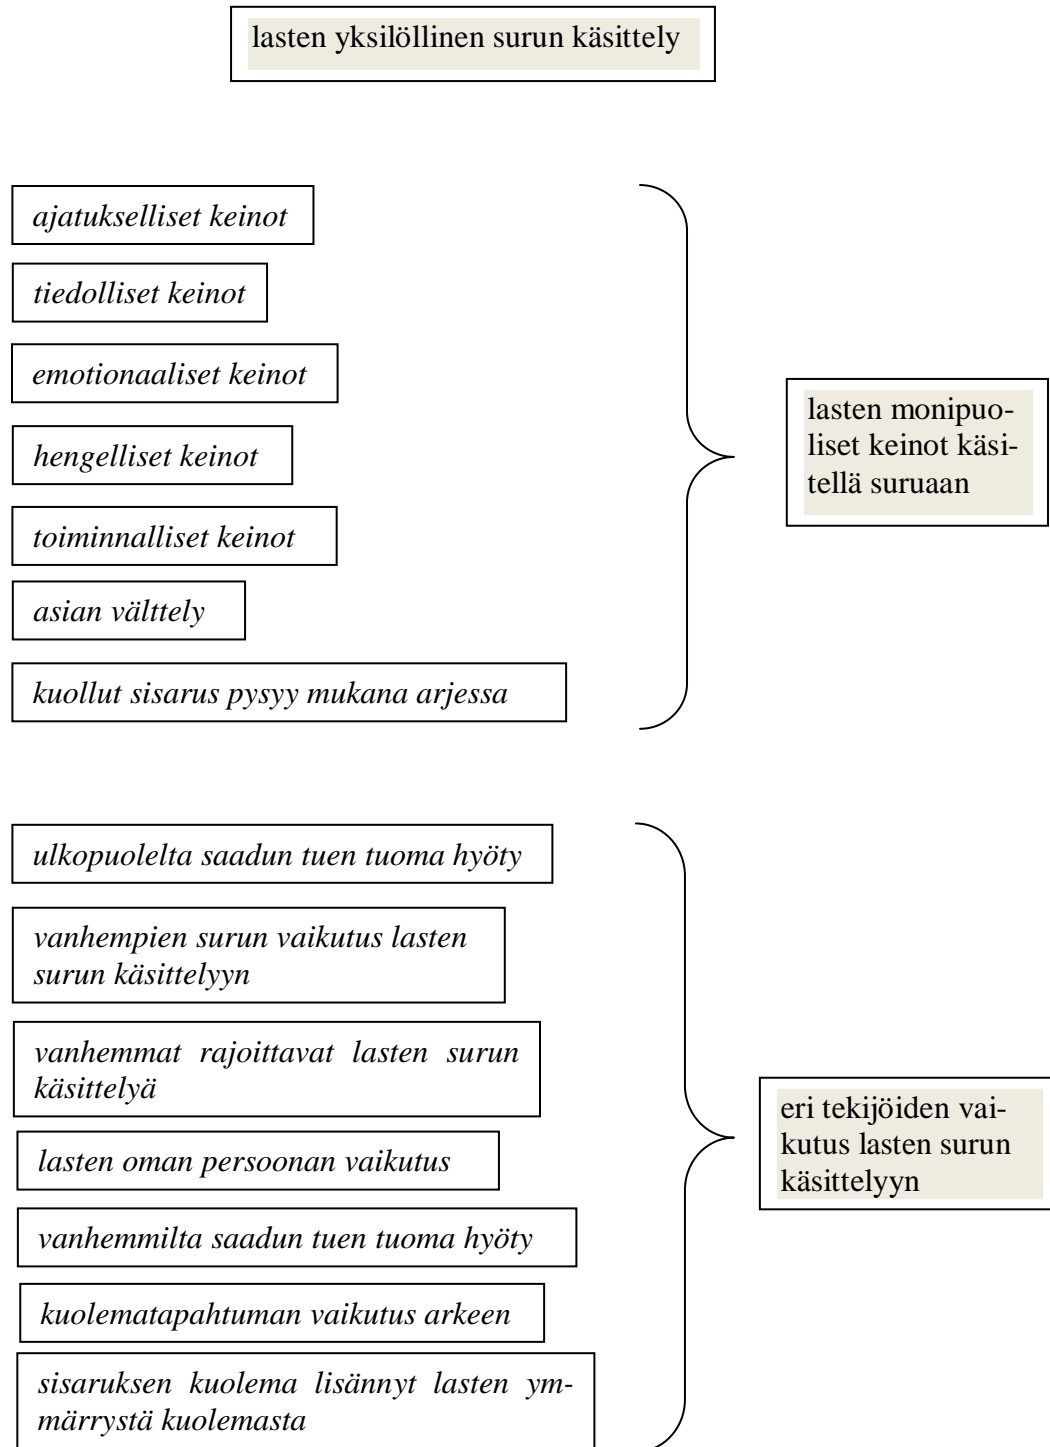 lasten yksilöllinen surun käsittely
ajatukselliset keinot
tiedolliset keinot
emotionaaliset keinot
hengelliset keinot
toiminnalliset keinot
asian välttely
kuollut sisarus pysyy mukana arjessa
lasten monipuo-
liset keinot käsi-
tellä suruaan
ulkopuolelta saadun tuen tuoma hyöty
vanhempien surun vaikutus lasten
surun käsittelyyn
vanhemmat rajoittavat lasten surun
käsittelyä
lasten oman persoonan vaikutus
vanhemmilta saadun tuen tuoma hyöty
kuolematapahtuman vaikutus arkeen
sisaruksen kuolema lisännyt lasten ym-
märrystä kuolemasta
eri tekijöiden vai-
kutus lasten surun
käsittelyyn